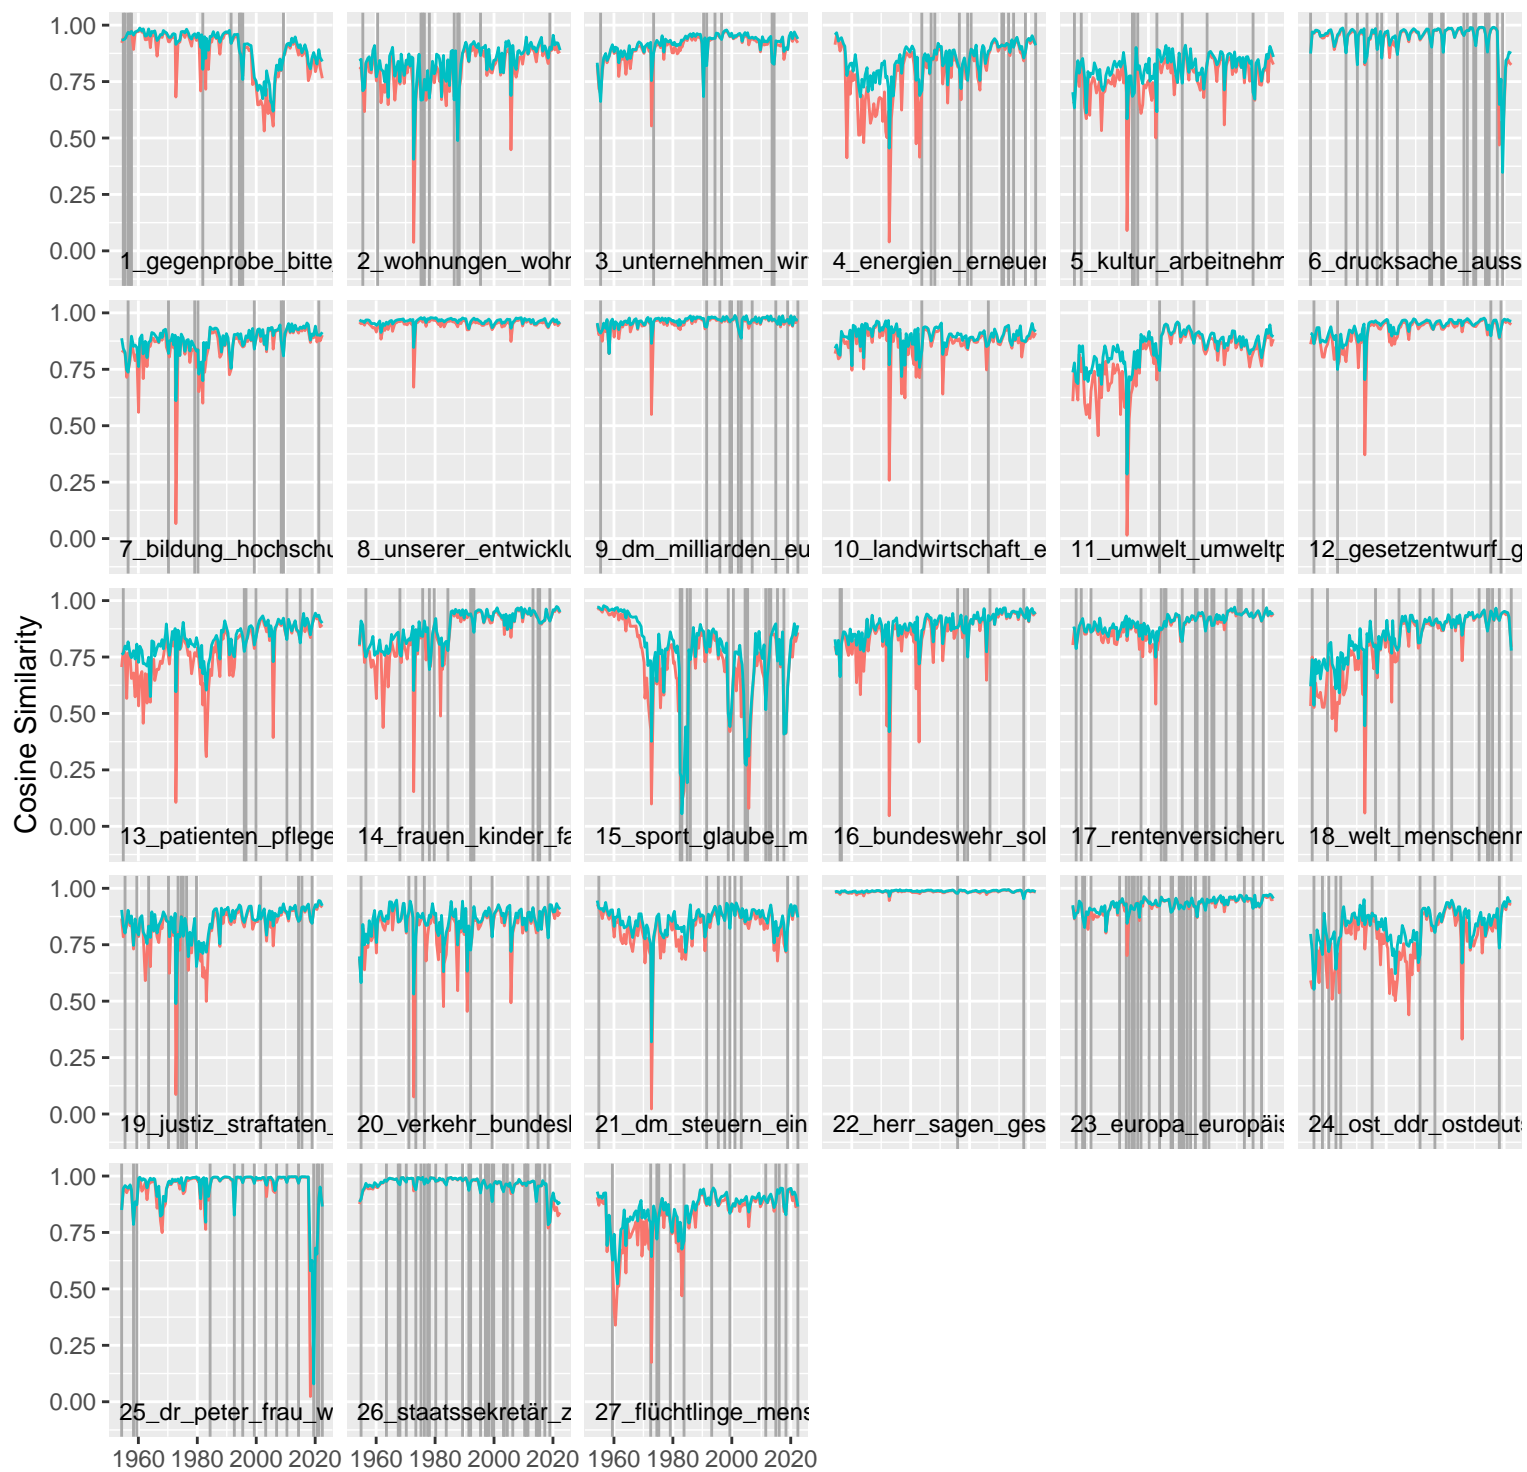 1.00
0.75
0.50
0.25
0.00
1_gegenprobe_bitte_
2_wohnungen_wohn
3_unternehmen_wir
4_energien_erneuer
5_kultur_arbeitnehm
6_drucksache_auss
1.00
0.75
0.50
0.25
0.00
7_bildung_hochschu
8_unserer_entwicklu
9_dm_milliarden_eu
10_landwirtschaft_e
11_umwelt_umweltp
12_gesetzentwurf_g
Cosine Similarity
1.00
0.75
0.50
0.25
0.00
13_patienten_pflege
14_frauen_kinder_fa
15_sport_glaube_m
16_bundeswehr_sol
17_rentenversicheru
18_welt_menschenr
1.00
0.75
0.50
0.25
0.00
19_justiz_straftaten_
20_verkehr_bundesl
21_dm_steuern_ein
22_herr_sagen_ges
23_europa_europäis
24_ost_ddr_ostdeuts
1.00
0.75
0.50
0.25
0.00
25_dr_peter_frau_w
26_staatssekretär_z
27_flüchtlinge_mens
1960 1980 2000 2020
1960 1980 2000 2020
1960 1980 2000 2020